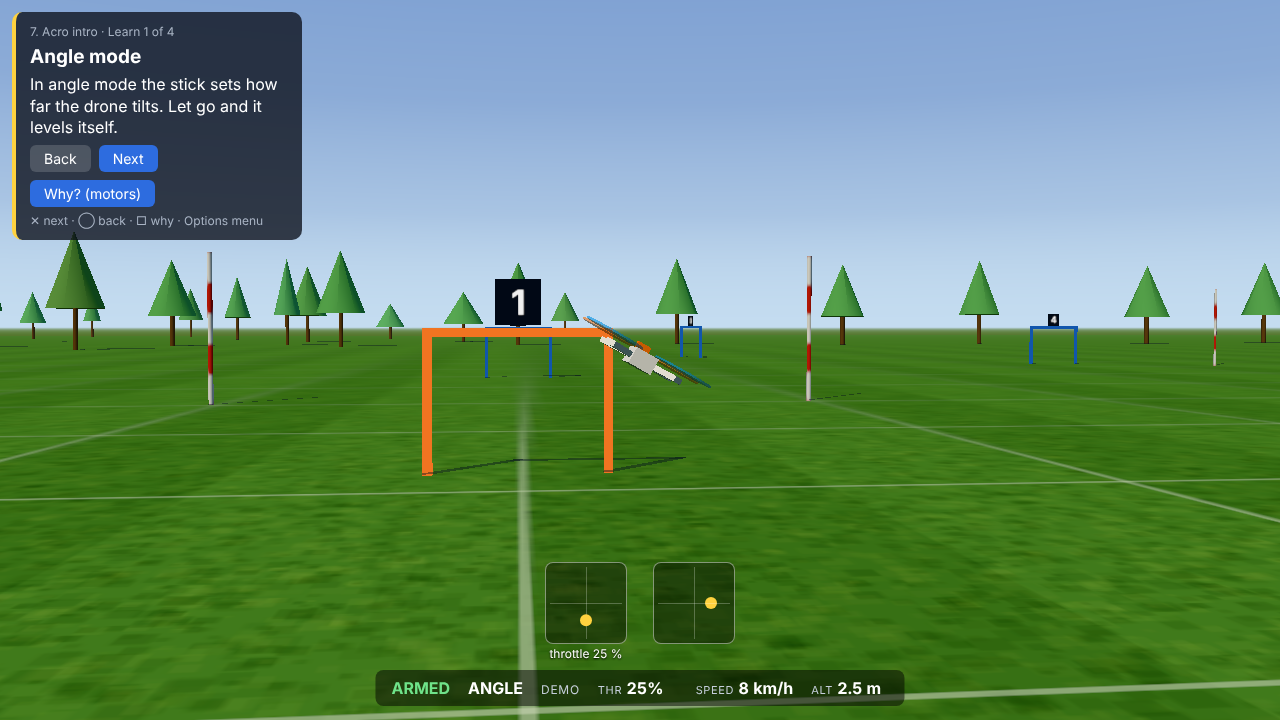 7. Acro intro · Learn 1 of 4
Angle mode
In angle mode the stick sets how
far the drone tilts. Let go and it
levels itself.
Back
Next
Why? (motors)
✕ next · ◯ back · □ why · Options menu
1
4
throttle 25 %
ARMED ANGLE DEMO THR 25% SPEED 8 km/h ALT 2.5 m